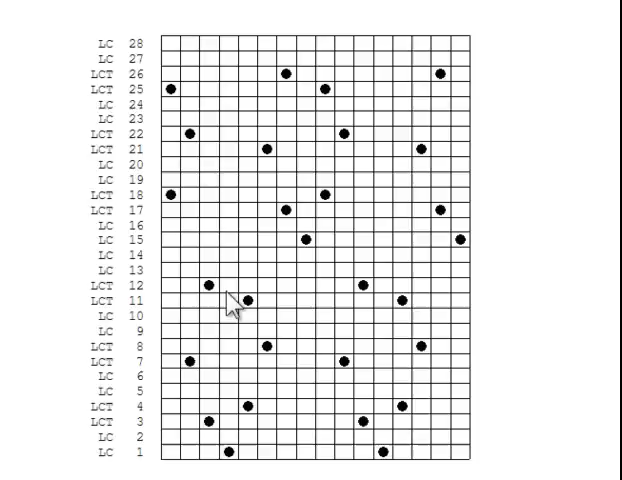 LC 28
LC 27
LCT 26
LCT 25
LC 24
LC 23
LCT 22
LCT 21
LC 20
LC 19
LCT 18
LCT 17
LC 16
LC 15
LC 14
LC 13
LCT 12
LCT 11
LC 10
LC 9
LCT 8
LCT 7
LC 6
LC 5
LCT 4
LCT 3
LC 2
LC 1